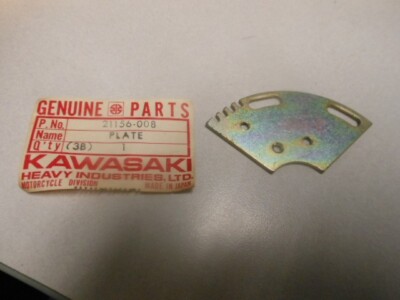 GENUINE PARTS
P. No. 21156-008
Name PLATE
Q'ty (38) 1
KAWASAKI
HEAVY INDUSTRIES, LTD.
MOTORCYCLE DIVISION MADE IN JAPAN